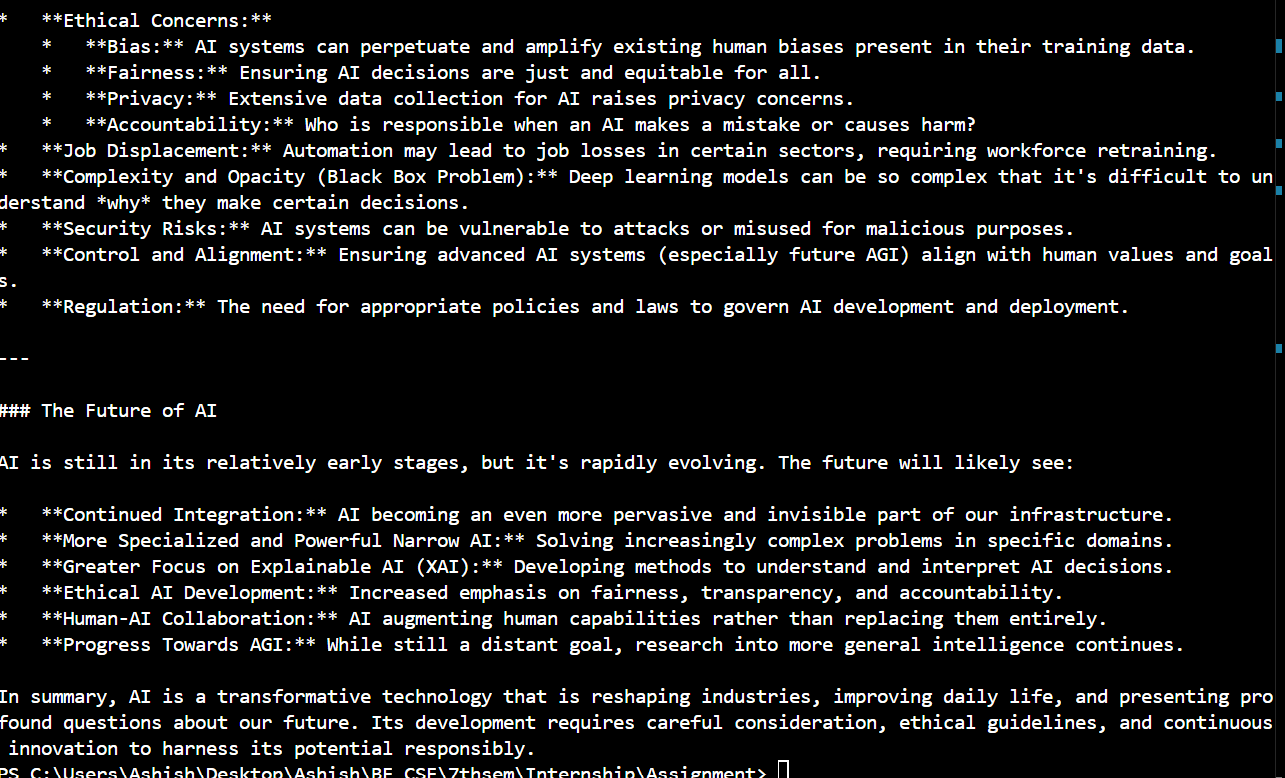 *   **Ethical Concerns:**
    *   **Bias:** AI systems can perpetuate and amplify existing human biases present in their training data.
    *   **Fairness:** Ensuring AI decisions are just and equitable for all.
    *   **Privacy:** Extensive data collection for AI raises privacy concerns.
    *   **Accountability:** Who is responsible when an AI makes a mistake or causes harm?
*   **Job Displacement:** Automation may lead to job losses in certain sectors, requiring workforce retraining.
*   **Complexity and Opacity (Black Box Problem):** Deep learning models can be so complex that it's difficult to un
derstand *why* they make certain decisions.
*   **Security Risks:** AI systems can be vulnerable to attacks or misused for malicious purposes.
*   **Control and Alignment:** Ensuring advanced AI systems (especially future AGI) align with human values and goal
s.
*   **Regulation:** The need for appropriate policies and laws to govern AI development and deployment.
---
### The Future of AI
AI is still in its relatively early stages, but it's rapidly evolving. The future will likely see:
*   **Continued Integration:** AI becoming an even more pervasive and invisible part of our infrastructure.
*   **More Specialized and Powerful Narrow AI:** Solving increasingly complex problems in specific domains.
*   **Greater Focus on Explainable AI (XAI):** Developing methods to understand and interpret AI decisions.
*   **Ethical AI Development:** Increased emphasis on fairness, transparency, and accountability.
*   **Human-AI Collaboration:** AI augmenting human capabilities rather than replacing them entirely.
*   **Progress Towards AGI:** While still a distant goal, research into more general intelligence continues.
In summary, AI is a transformative technology that is reshaping industries, improving daily life, and presenting pro
found questions about our future. Its development requires careful consideration, ethical guidelines, and continuous
 innovation to harness its potential responsibly.
PS C:\Users\Ashish\Desktop\Ashish\BE CSE\7thsem\Internship\Assignment>